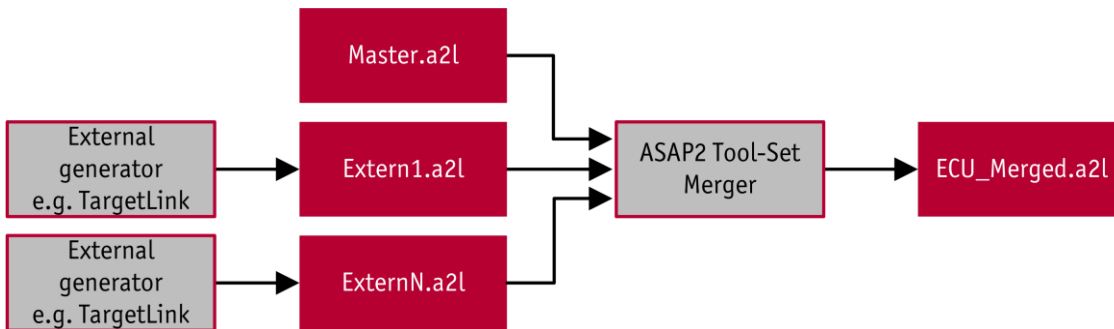 Master.a2l
External
generator
e.g. TargetLink
Extern1.a2l
ASAP2 Tool-Set
Merger
ECU_Merged.a2l
External
generator
e.g. TargetLink
ExternN.a2l